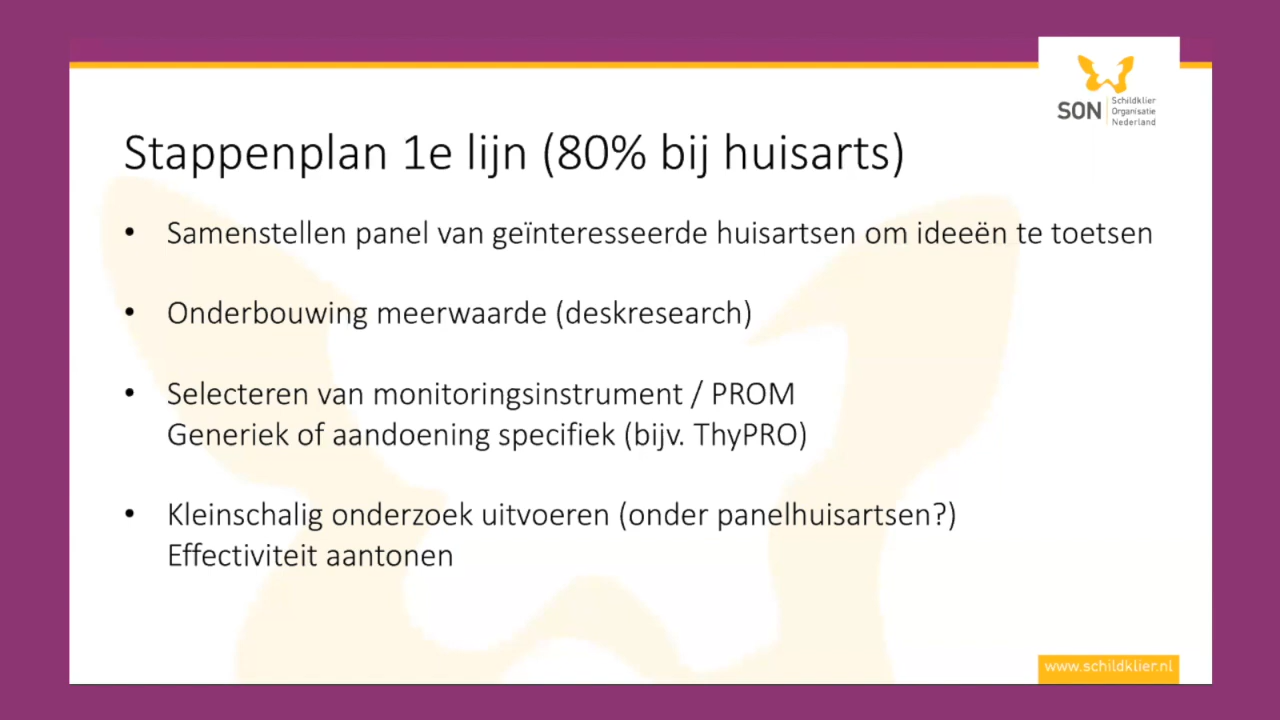 SON
Schildklier
Organisatie
Nederland
Stappenplan 1e lijn (80% bij huisarts)
• Samenstellen panel van geïnteresseerde huisartsen om ideeën te toetsen
• Onderbouwing meerwaarde (deskresearch)
• Selecteren van monitoringsinstrument / PROM
Generiek of aandoening specifiek (bijv. ThyPRO)
• Kleinschalig onderzoek uitvoeren (onder panelhuisartsen?)
Effectiviteit aantonen
www.schildklier.nl